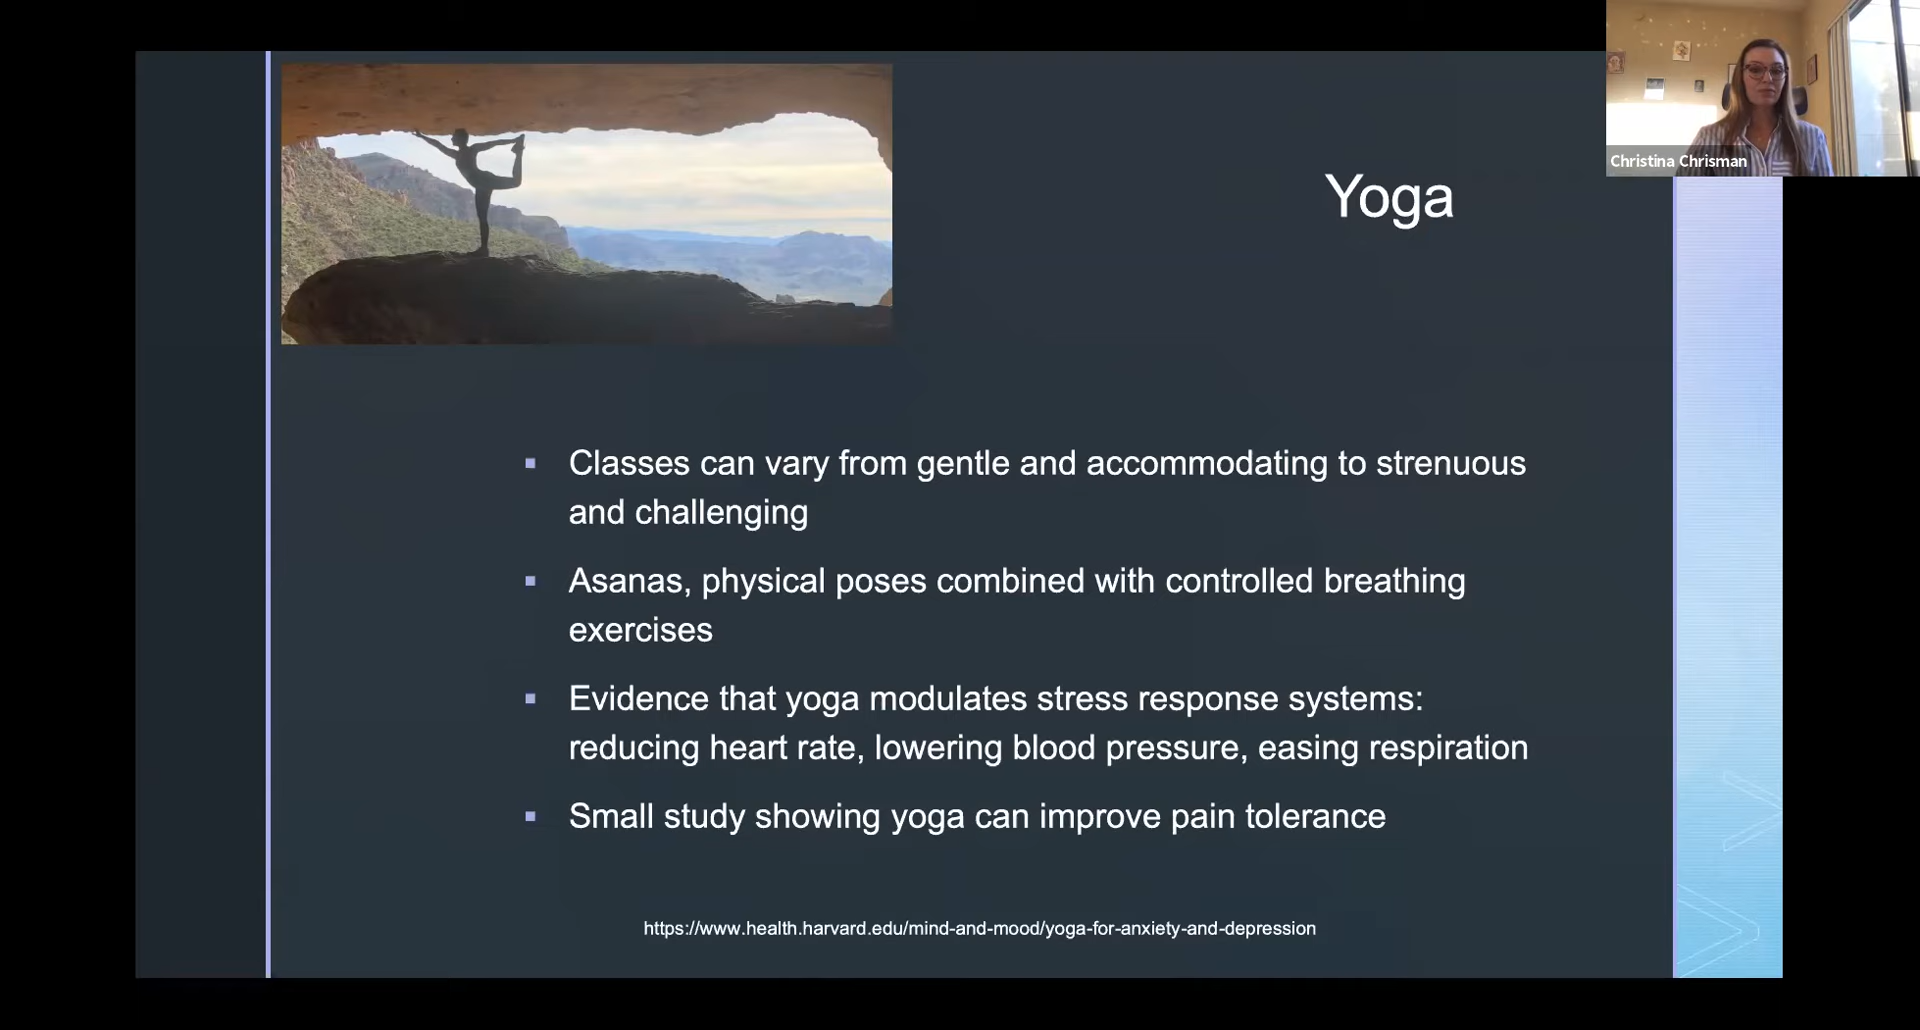 Christina Chrisman
Yoga
Classes can vary from gentle and accommodating to strenuous
and challenging
Asanas, physical poses combined with controlled breathing
exercises
Evidence that yoga modulates stress response systems:
reducing heart rate, lowering blood pressure, easing respiration
Small study showing yoga can improve pain tolerance
https://www.health.harvard.edu/mind-and-mood/yoga-for-anxiety-and-depression